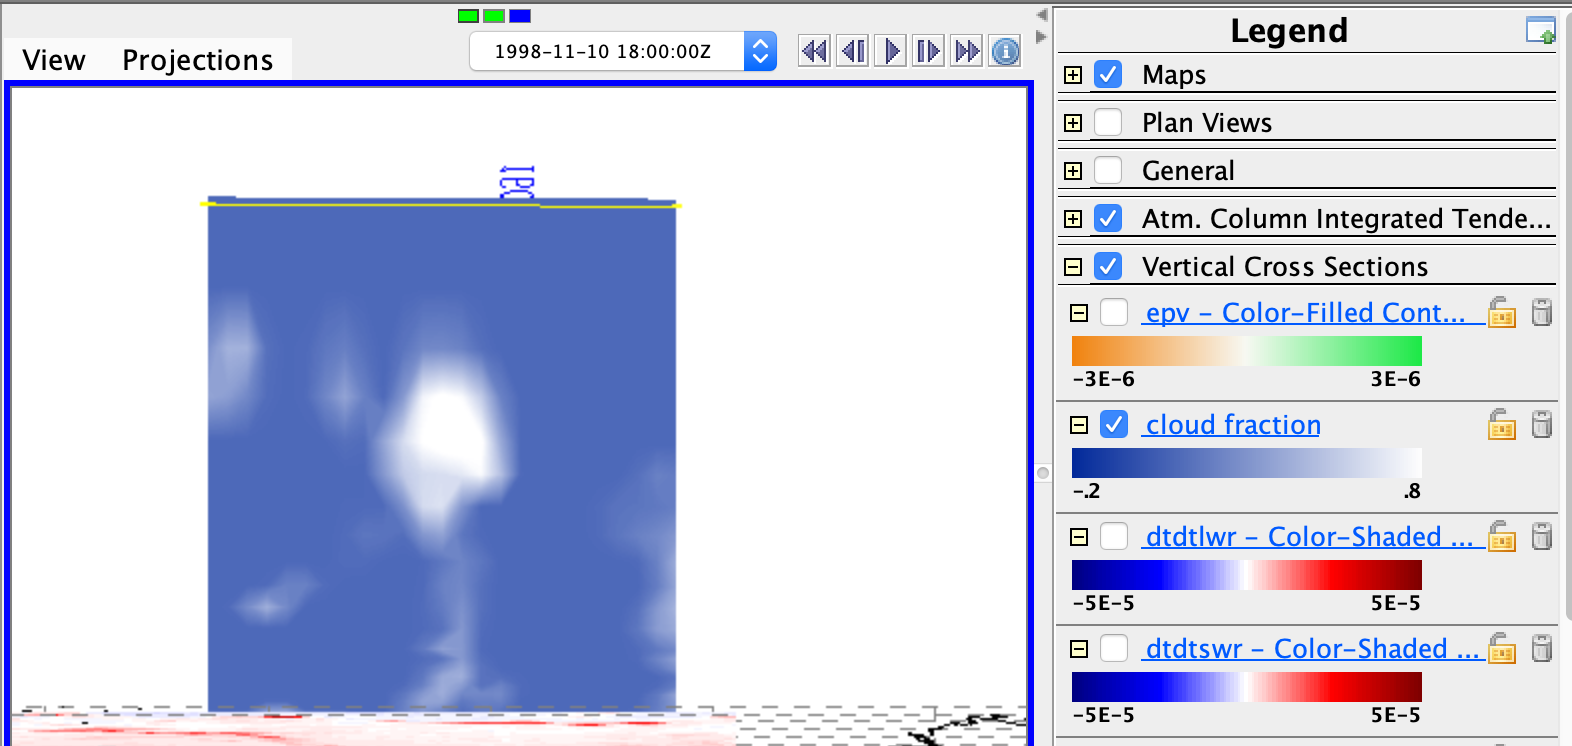 1998-11-10 18:00:00Z
View Projections
Legend
Maps
Plan Views
General
Atm. Column Integrated Tende...
Vertical Cross Sections
epv - Color-Filled Cont...
-3E-6 3E-6
cloud fraction
-.2 .8
dtdtlwr - Color-Shaded ...
-5E-5 5E-5
dtdtswr - Color-Shaded ...
-5E-5 5E-5